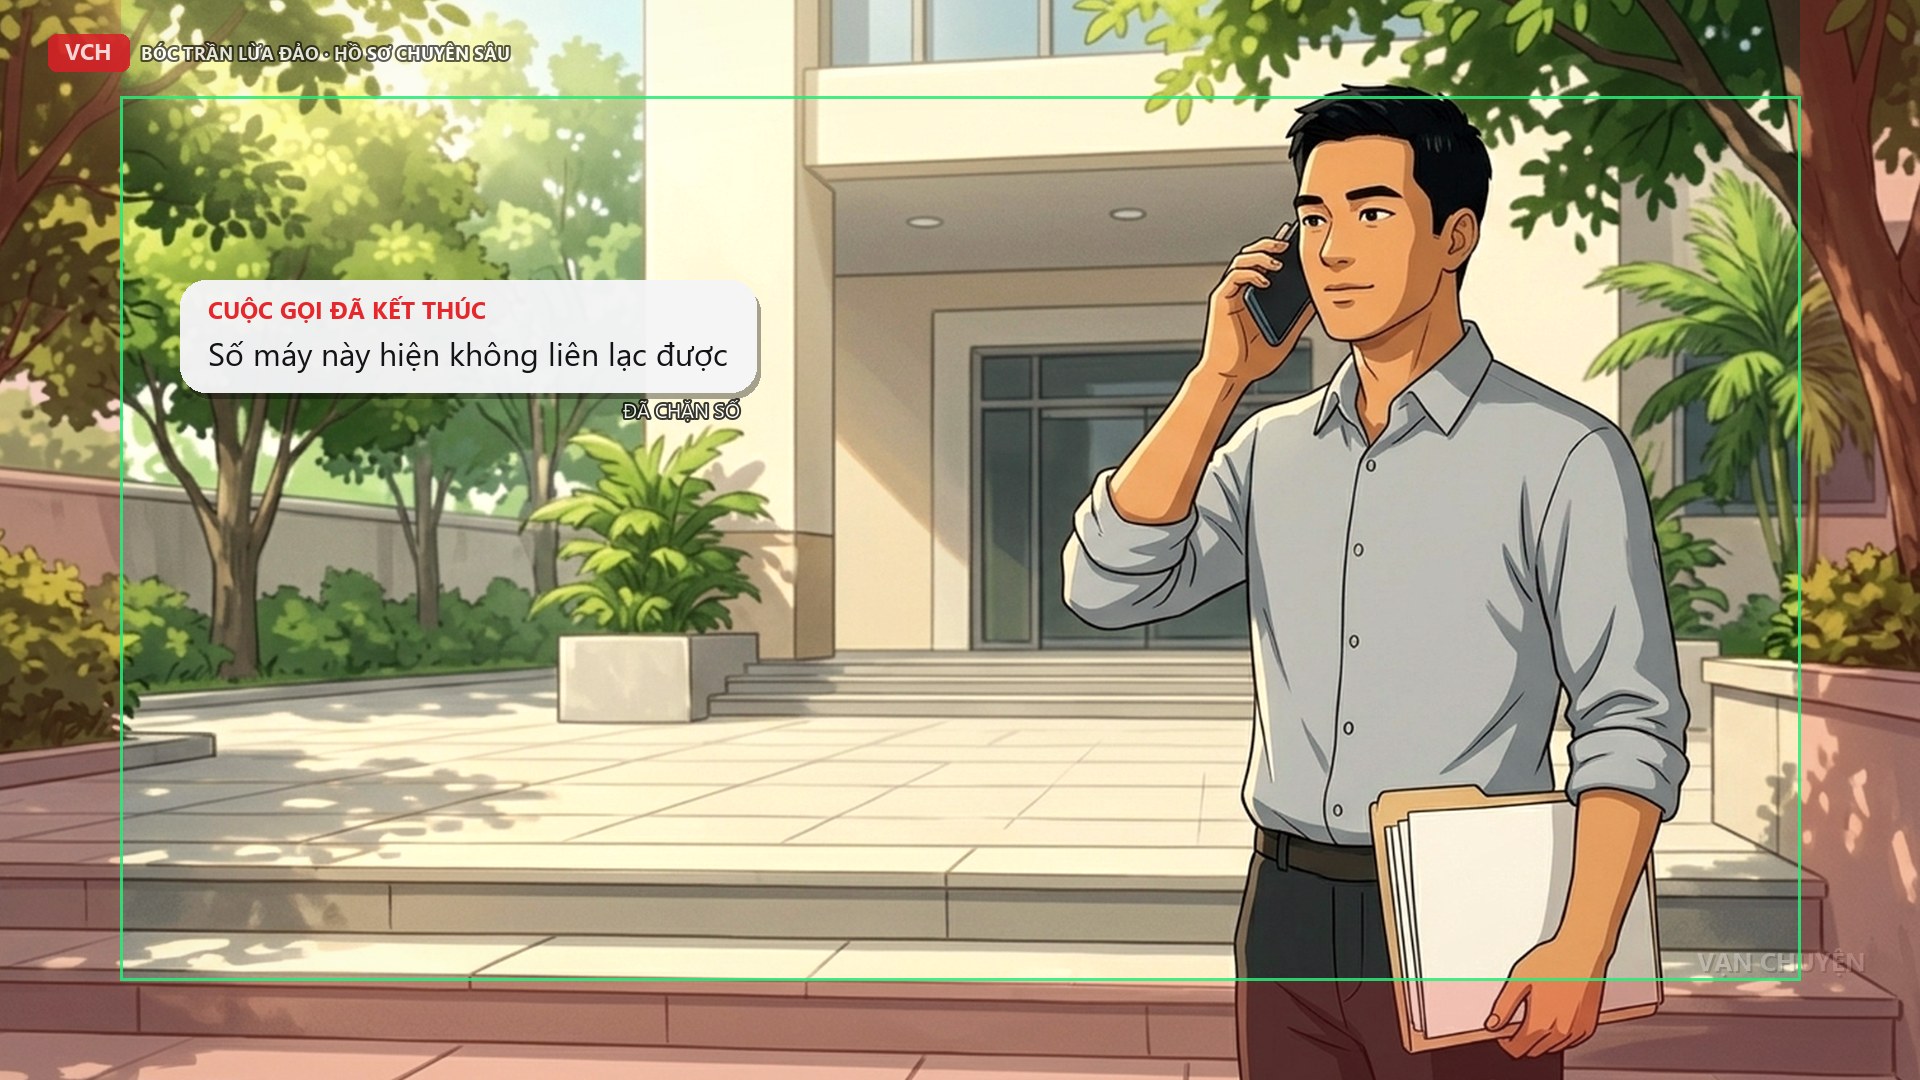 VCH
BÓC TRẦN LỪA ĐẢO • HỒ SƠ CHUYÊN SÂU
CUỘC GỌI ĐÃ KẾT THÚC
Số máy này hiện không liên lạc được
ĐÃ CHẶN SỐ
VẠN CHUYỆN